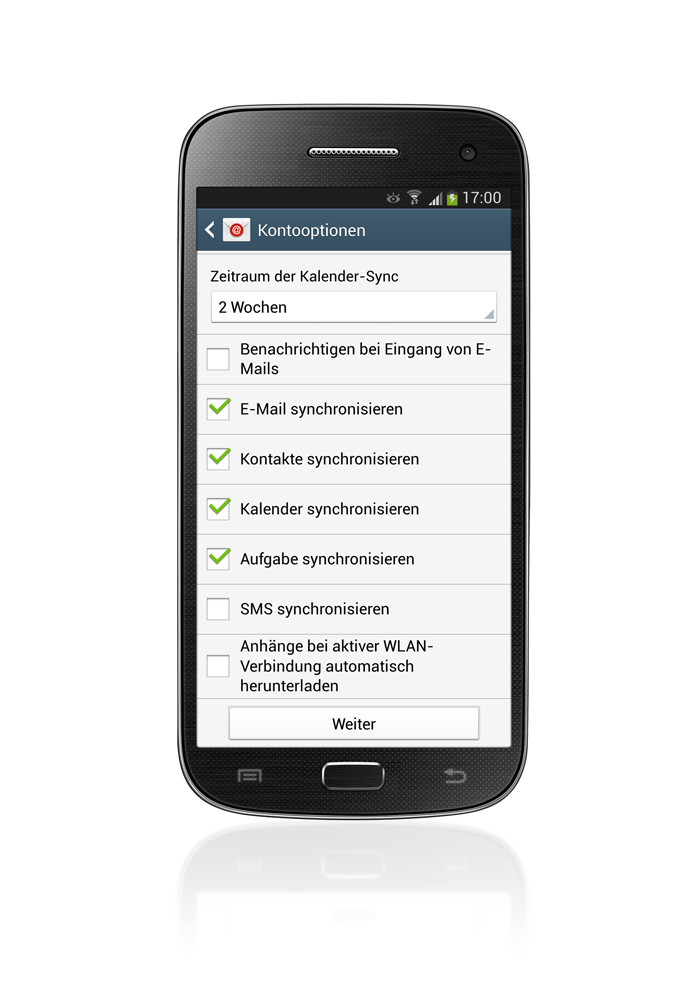 17:00
Kontooptionen
Zeitraum der Kalender-Sync
2 Wochen
Benachrichtigen bei Eingang von E-
Mails
E-Mail synchronisieren
Kontakte synchronisieren
Kalender synchronisieren
Aufgabe synchronisieren
SMS synchronisieren
Anhänge bei aktiver WLAN-
Verbindung automatisch
herunterladen
Weiter